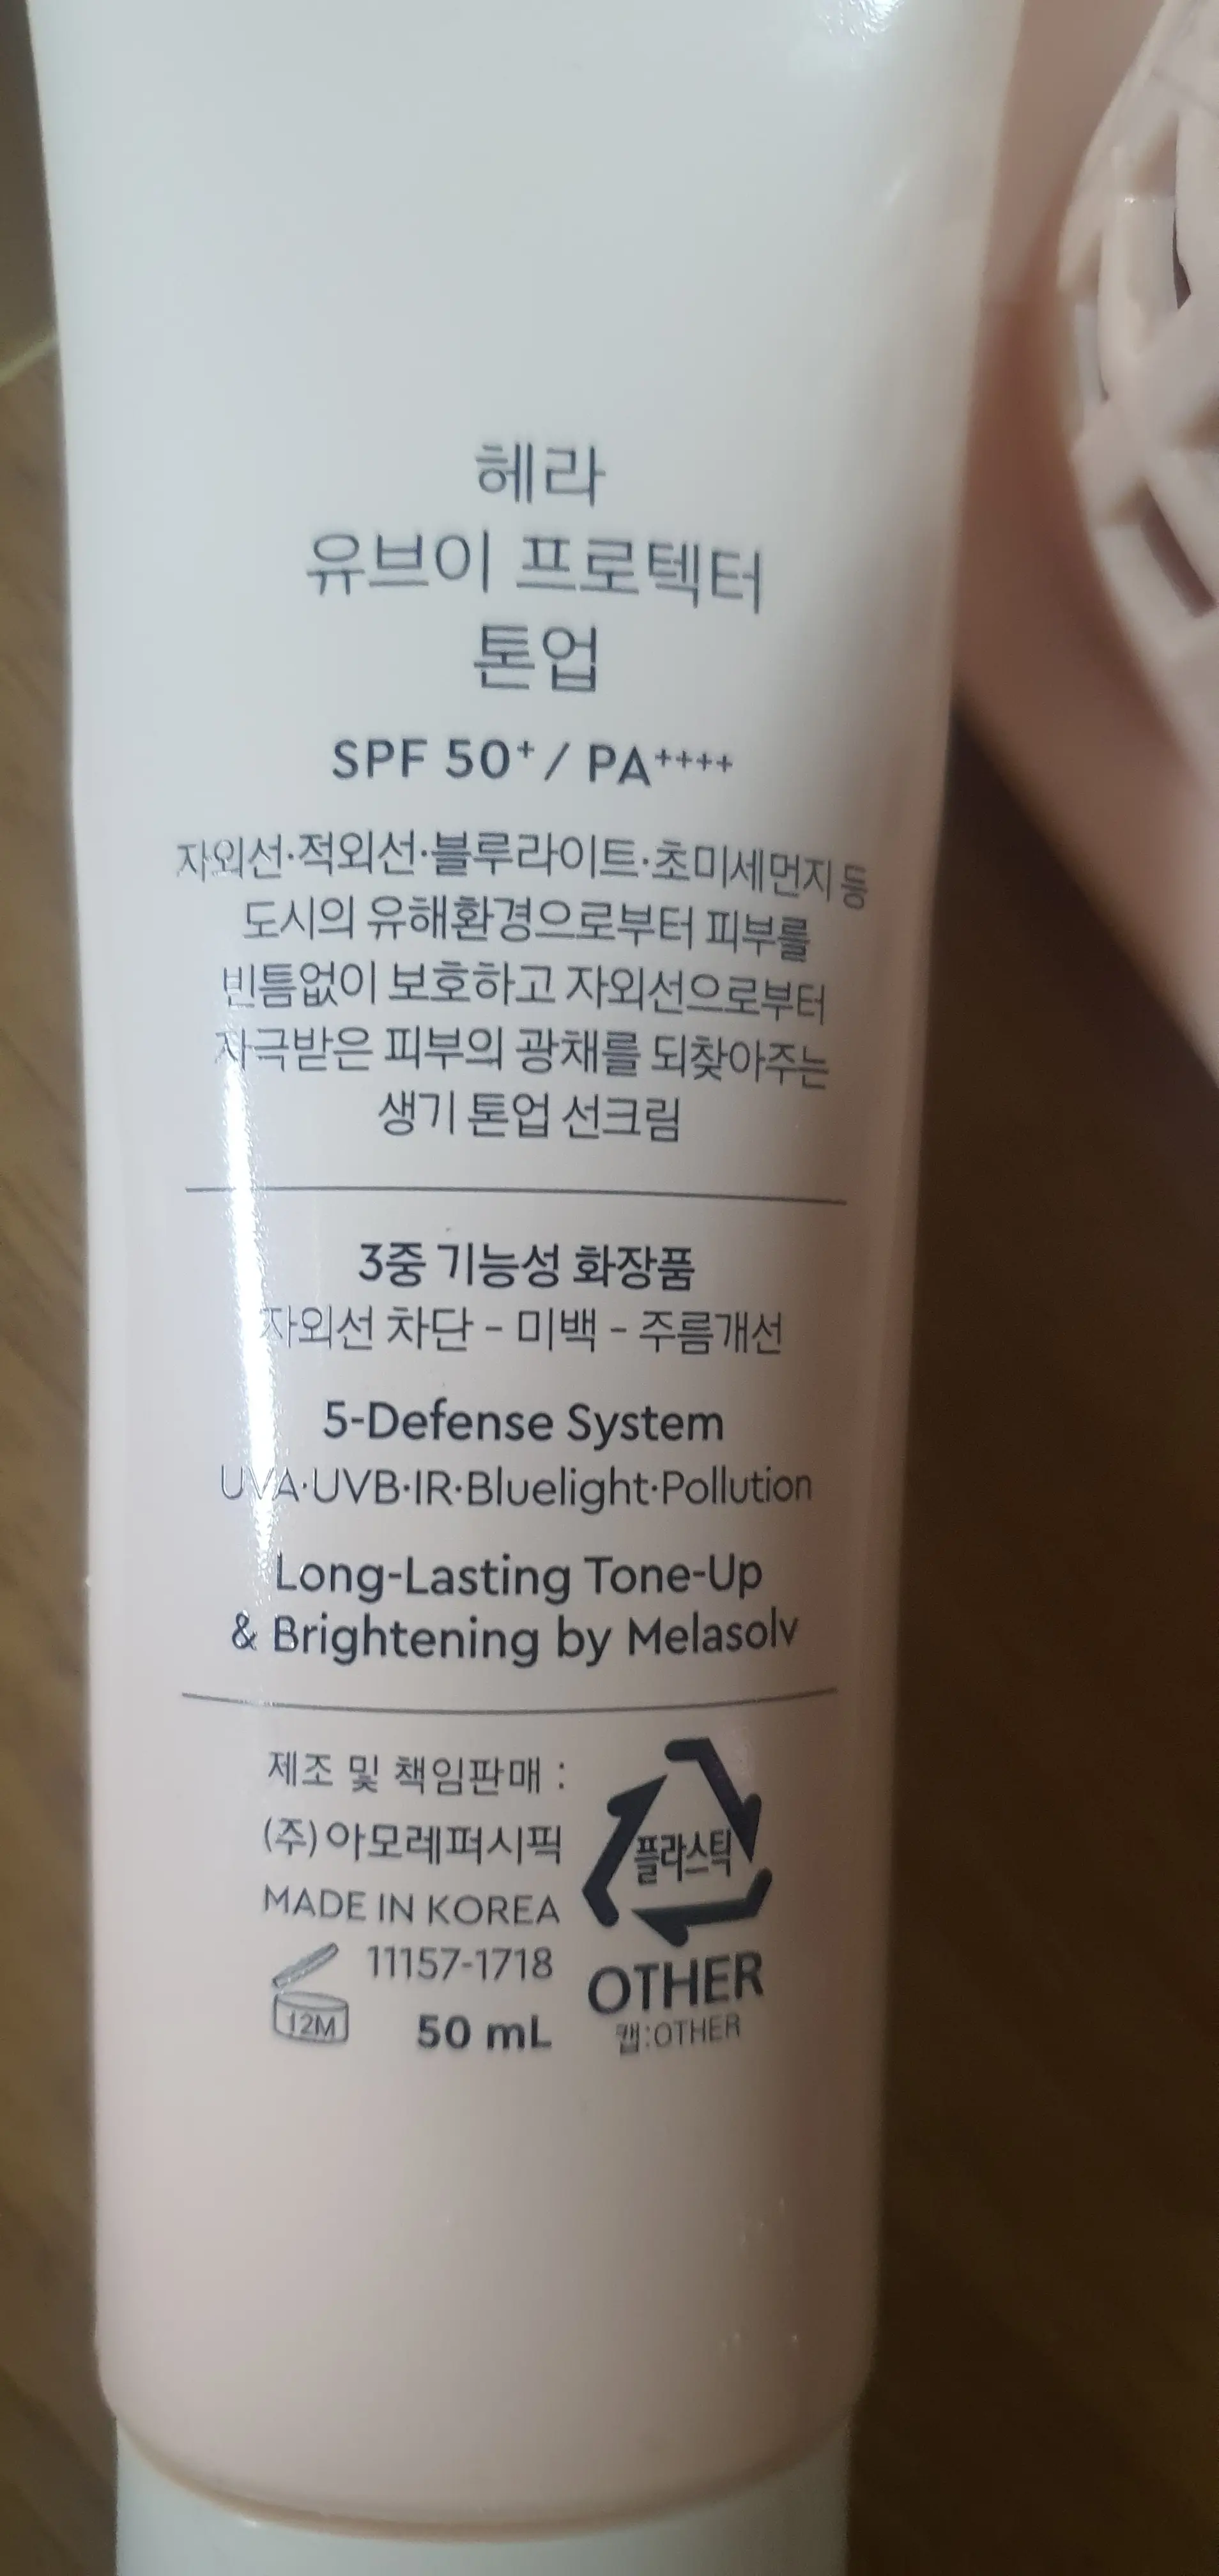 헤라
유브이 프로텍터
톤업
SPF 50+ / PA++++
자외선·적외선·블루라이트·초미세먼지 등
도시의 유해환경으로부터 피부를
빈틈없이 보호하고 자외선으로부터
자극받은 피부의 광채를 되찾아주는
생기 톤업 선크림
3중 기능성 화장품
자외선 차단 - 미백 - 주름개선
5-Defense System
UVA·UVB·IR·Bluelight·Pollution
Long-Lasting Tone-Up
& Brightening by Melasolv
제조 및 책임판매 :
(주)아모레퍼시픽
MADE IN KOREA
11157-1718
12M
50 mL
플라스틱
OTHER
캡:OTHER